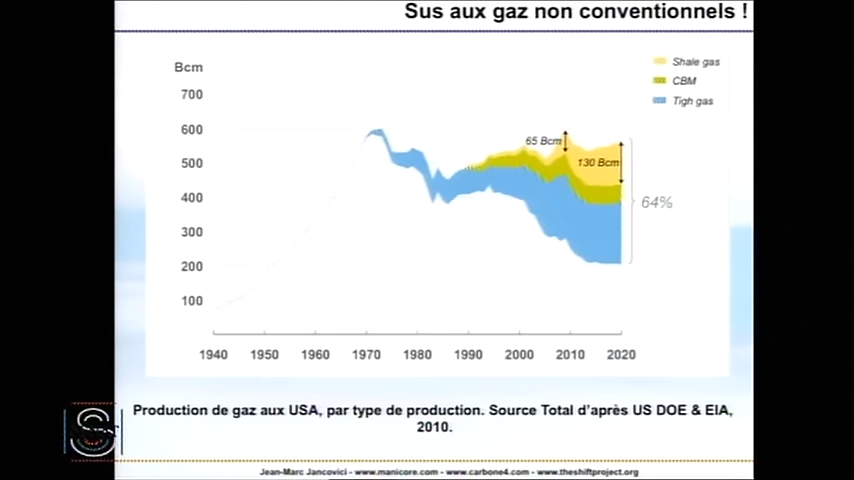 Sus aux gaz non conventionnels !
Bcm
Shale gas
CBM
Tigh gas
700
600
500
400
300
200
100
65 Bcm
130 Bcm
64%
1940 1950 1960 1970 1980 1990 2000 2010 2020
Production de gaz aux USA, par type de production. Source Total d'après US DOE & EIA,
2010.
Jean-Marc Jancovici - www.manicore.com - www.carbone4.com - www.theshiftproject.org